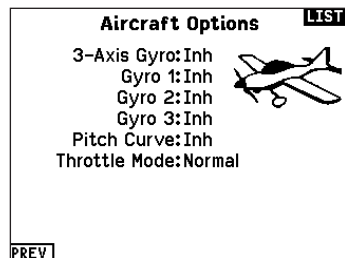 Aircraft Options
LIST
3-Axis Gyro:Inh
Gyro 1:Inh
Gyro 2:Inh
Gyro 3:Inh
Pitch Curve:Inh
Throttle Mode:Normal
PREV